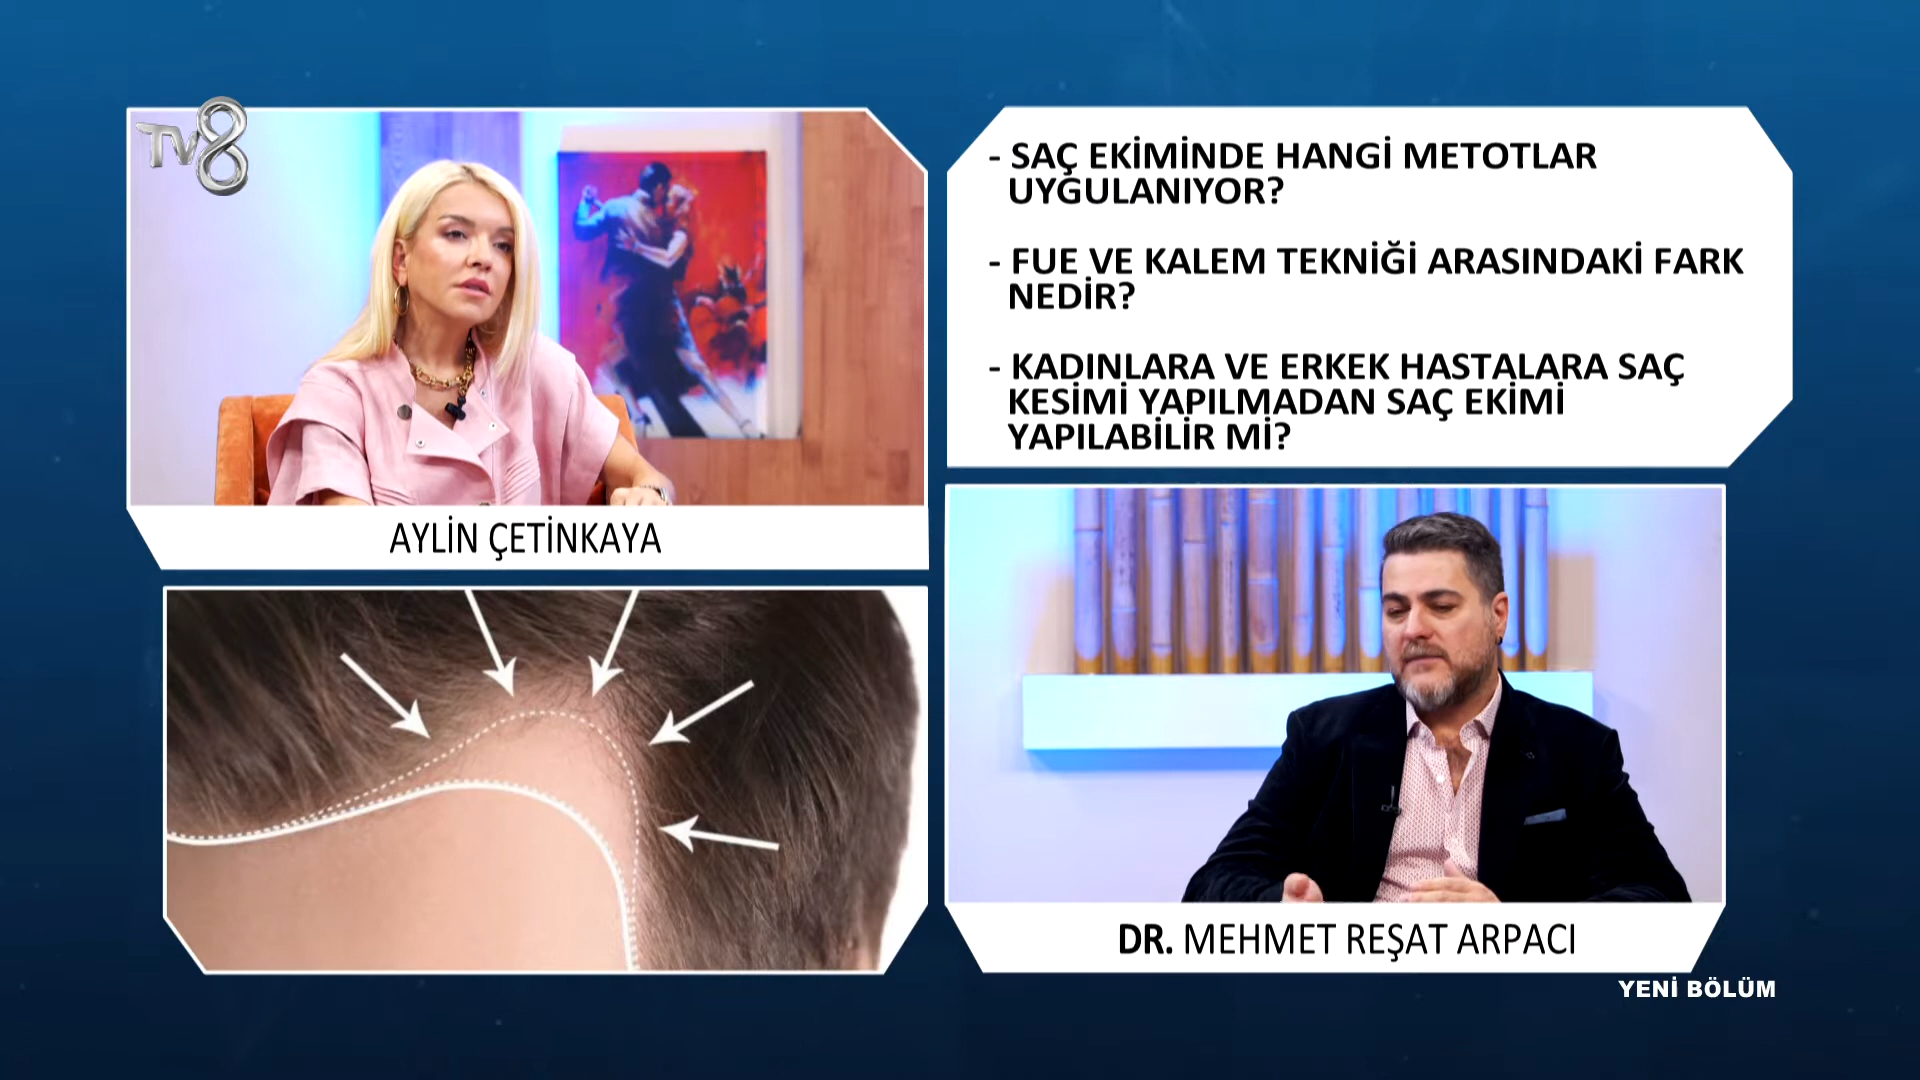 TV8
- SAÇ EKİMİNDE HANGİ METOTLAR
UYGULANIYOR?
- FUE VE KALEM TEKNİĞİ ARASINDAKİ FARK
NEDİR?
- KADINLARA VE ERKEK HASTALARA SAÇ
KESİMİ YAPILMADAN SAÇ EKİMİ
YAPILABİLİR Mİ?
AYLİN ÇETİNKAYA
DR. MEHMET REŞAT ARPACI
YENİ BÖLÜM